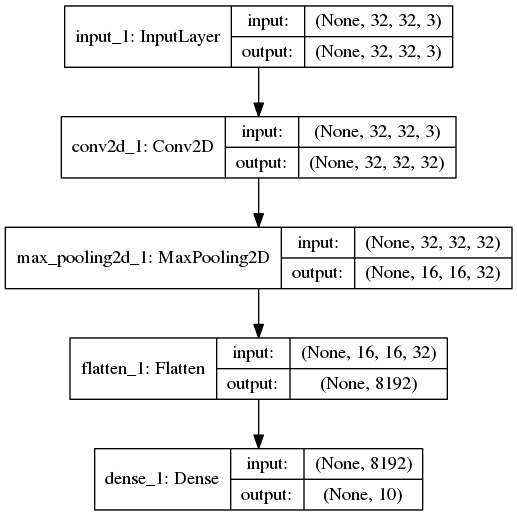 input_1: InputLayer
input: (None, 32, 32, 3)
output: (None, 32, 32, 3)
conv2d_1: Conv2D
input: (None, 32, 32, 3)
output: (None, 32, 32, 32)
max_pooling2d_1: MaxPooling2D
input: (None, 32, 32, 32)
output: (None, 16, 16, 32)
flatten_1: Flatten
input: (None, 16, 16, 32)
output: (None, 8192)
dense_1: Dense
input: (None, 8192)
output: (None, 10)